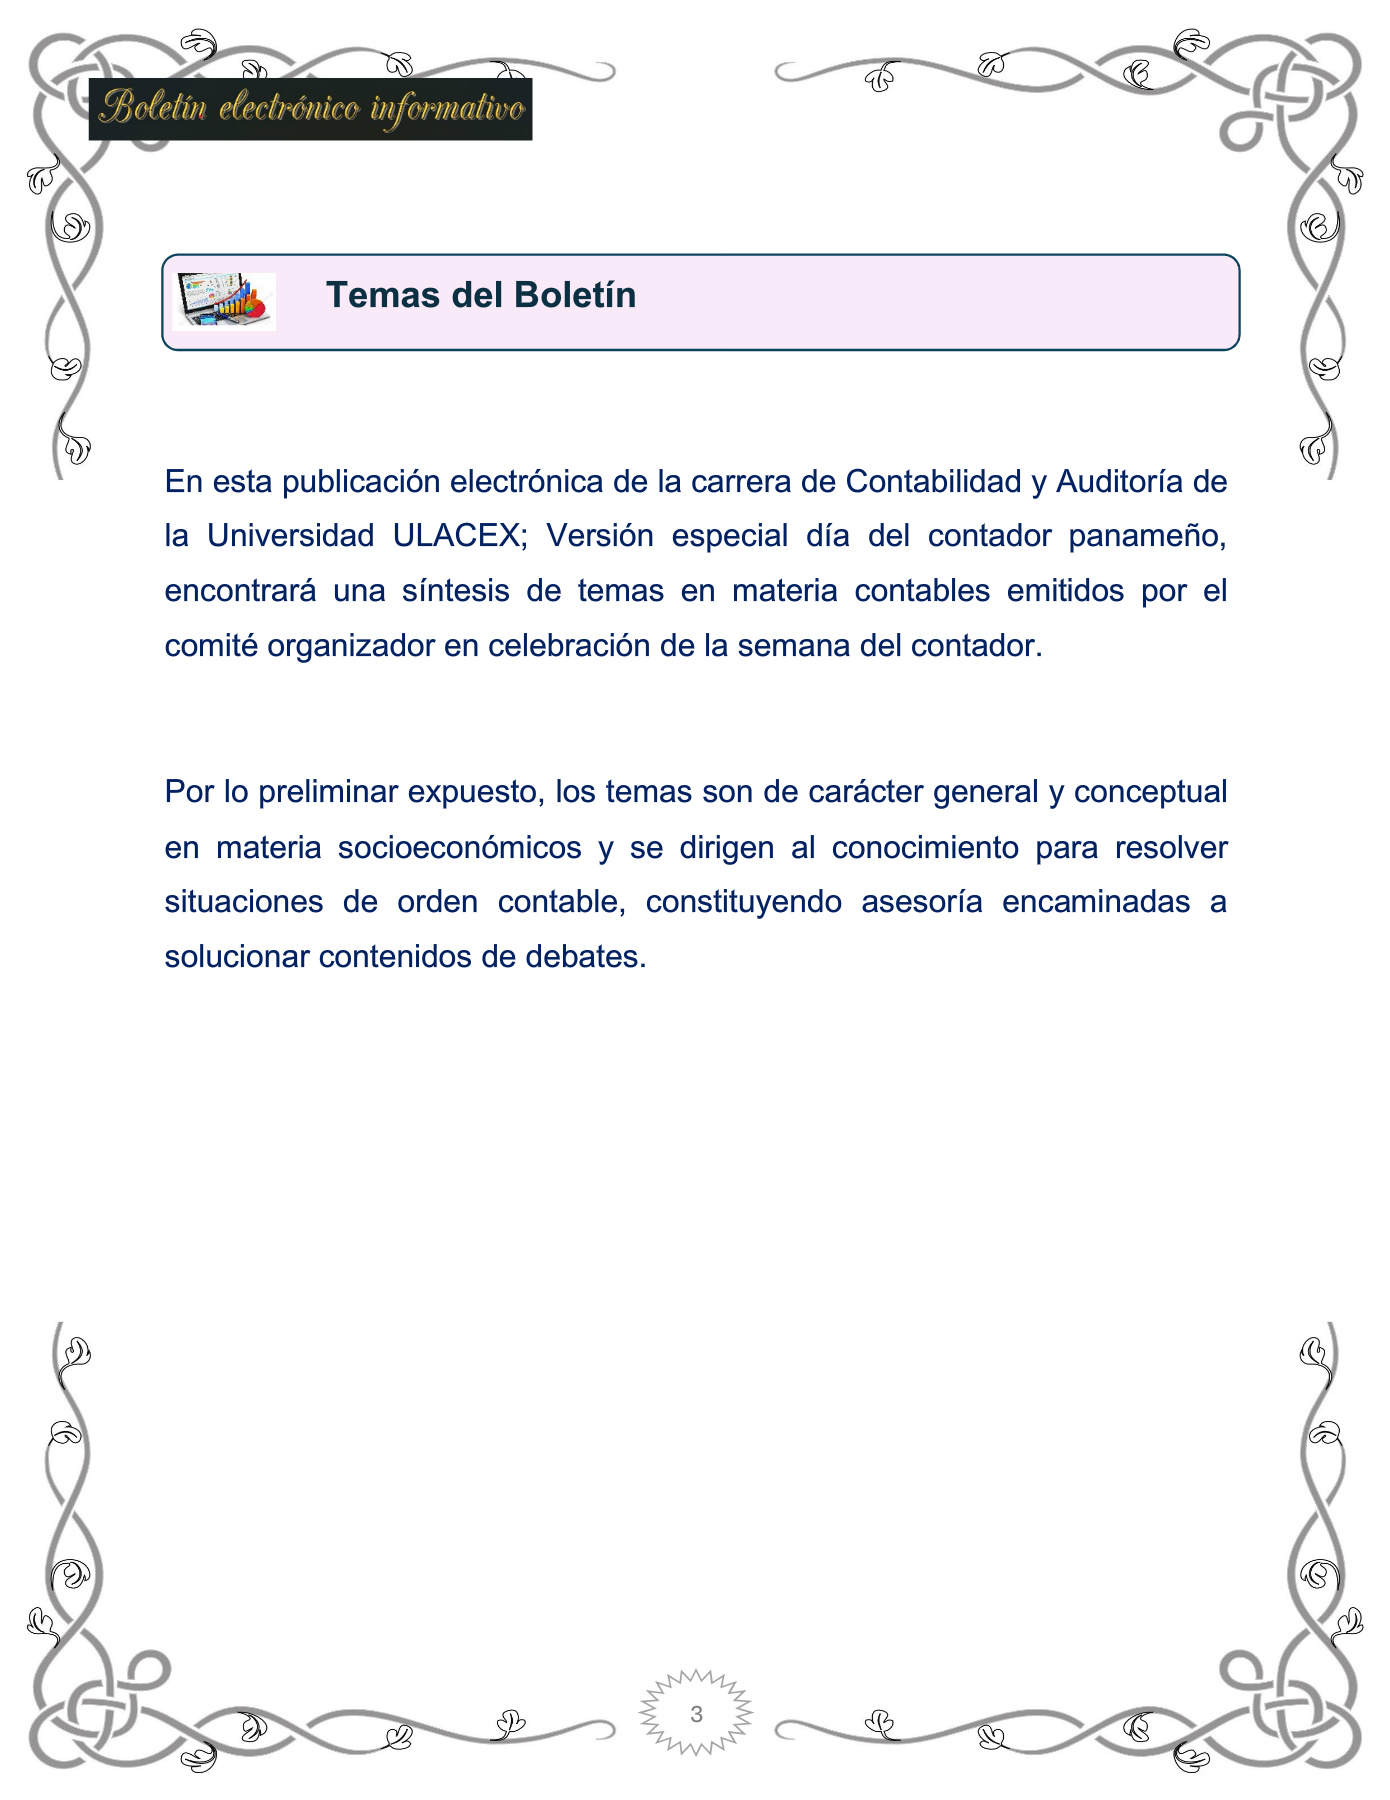 Boletín electrónico informativo
Temas del Boletín
En esta publicación electrónica de la carrera de Contabilidad y Auditoría de
la Universidad ULACEX; Versión especial día del contador panameño,
encontrará una síntesis de temas en materia contables emitidos por el
comité organizador en celebración de la semana del contador.
Por lo preliminar expuesto, los temas son de carácter general y conceptual
en materia socioeconómicos y se dirigen al conocimiento para resolver
situaciones de orden contable, constituyendo asesoría encaminadas a
solucionar contenidos de debates.
3